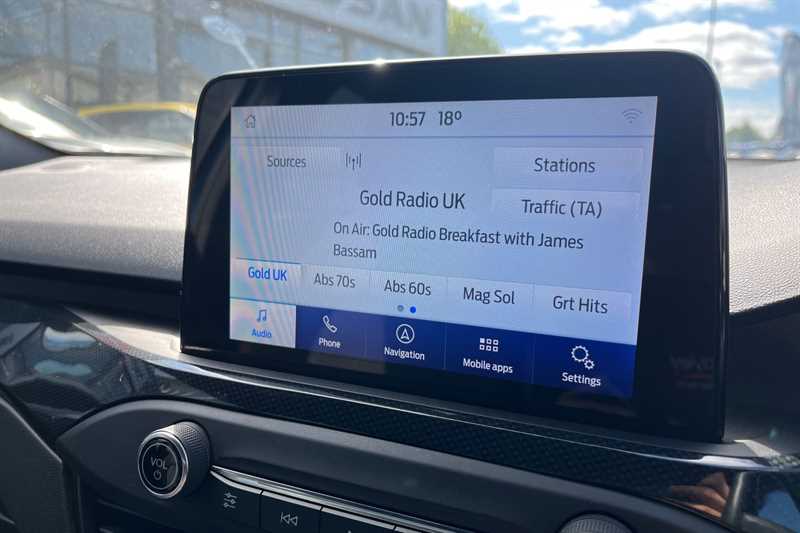 10:57 18°
Sources
Stations
Gold Radio UK
Traffic (TA)
On Air: Gold Radio Breakfast with James
Bassam
Gold UK
Abs 70s
Abs 60s
Mag Sol
Grt Hits
Audio
Phone
Navigation
Mobile apps
Settings
VOL